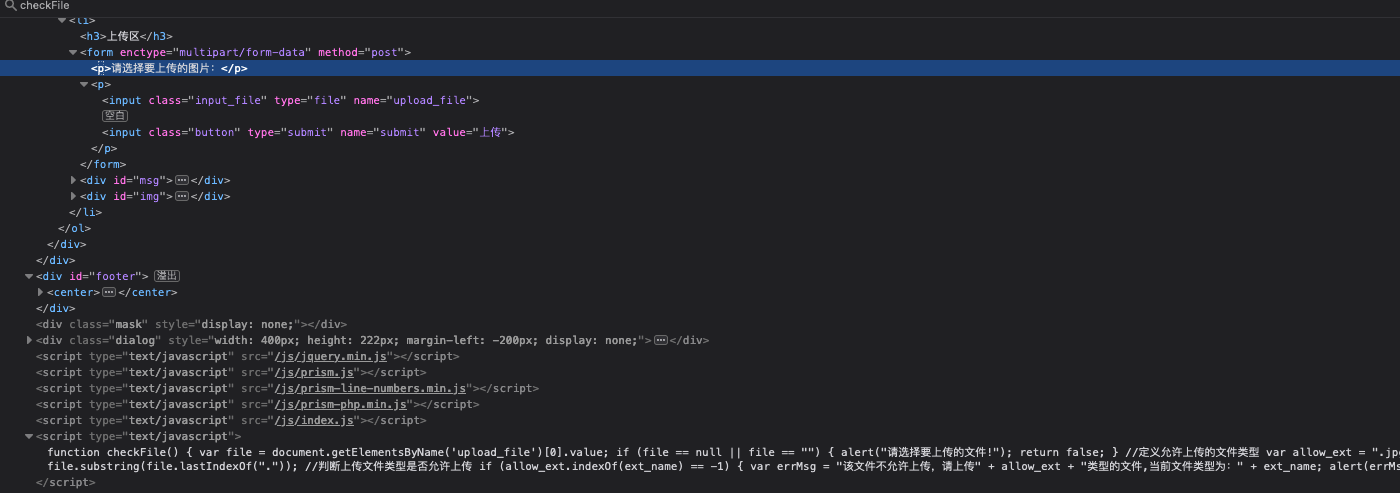 checkFile
<li>
<h3>上传区</h3>
<form enctype="multipart/form-data" method="post">
<p>请选择要上传的图片：</p>
<p>
<input class="input_file" type="file" name="upload_file">
空白
<input class="button" type="submit" name="submit" value="上传">
</p>
</form>
<div id="msg">⋯</div>
<div id="img">⋯</div>
</li>
</ol>
</div>
</div>
<div id="footer"> 溢出
<center>⋯</center>
</div>
<div class="mask" style="display: none;"></div>
<div class="dialog" style="width: 400px; height: 222px; margin-left: -200px; display: none;">⋯</div>
<script type="text/javascript" src="/js/jquery.min.js"></script>
<script type="text/javascript" src="/js/prism.js"></script>
<script type="text/javascript" src="/js/prism-line-numbers.min.js"></script>
<script type="text/javascript" src="/js/prism-php.min.js"></script>
<script type="text/javascript" src="/js/index.js"></script>
<script type="text/javascript">
function checkFile() { var file = document.getElementsByName('upload_file')[0].value; if (file == null || file == "") { alert("请选择要上传的文件!"); return false; } //定义允许上传的文件类型 var allow_ext = ".jpg
file.substring(file.lastIndexOf(".")); //判断上传文件类型是否允许上传 if (allow_ext.indexOf(ext_name) == -1) { var errMsg = "该文件不允许上传，请上传" + allow_ext + "类型的文件,当前文件类型为：" + ext_name; alert(errMs
</script>